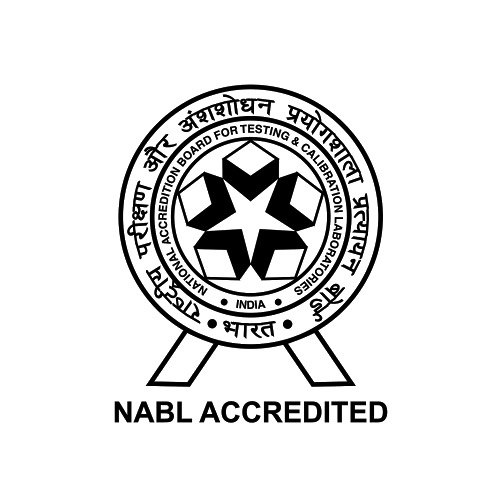 राष्ट्रीय परीक्षण और अंशशोधन प्रयोगशाला प्रत्यायन बोर्ड
NATIONAL ACCREDITATION BOARD FOR TESTING & CALIBRATION LABORATORIES
• INDIA •
• भारत •
NABL ACCREDITED